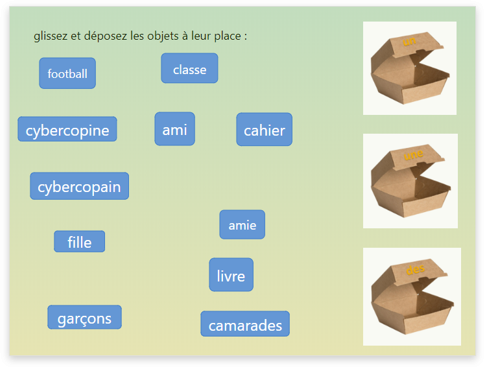 glissez et déposez les objets à leur place :
football
classe
cybercopine
ami
cahier
cybercopain
fille
amie
livre
garçons
camarades
un
une
des